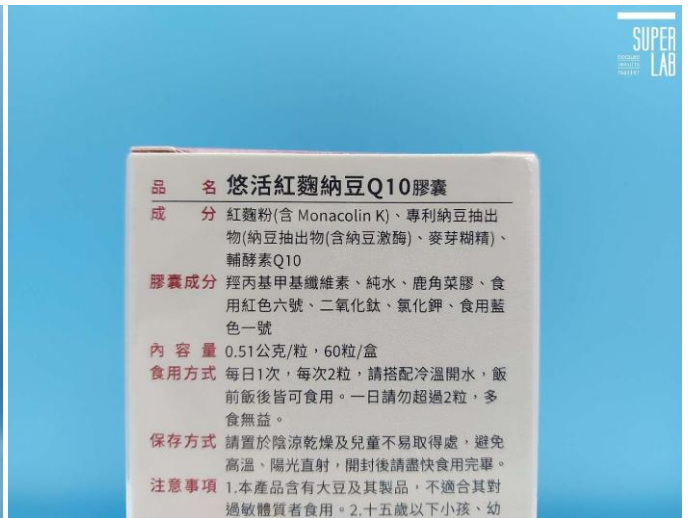 SUPER
LAB
because
results
matter
品名 悠活紅麴納豆Q10膠囊
成分 紅麴粉(含 Monacolin K)、專利納豆抽出
物(納豆抽出物(含納豆激酶)、麥芽糊精)、
輔酵素Q10
膠囊成分 羥丙基甲基纖維素、純水、鹿角菜膠、食
用紅色六號、二氧化鈦、氯化鉀、食用藍
色一號
內容量 0.51公克/粒，60粒/盒
食用方式 每日1次，每次2粒，請搭配冷溫開水，飯
前飯後皆可食用。一日請勿超過2粒，多
食無益。
保存方式 請置於陰涼乾燥及兒童不易取得處，避免
高溫、陽光直射，開封後請盡快食用完畢。
注意事項 1.本產品含有大豆及其製品，不適合其對
過敏體質者食用。2.十五歲以下小孩、幼